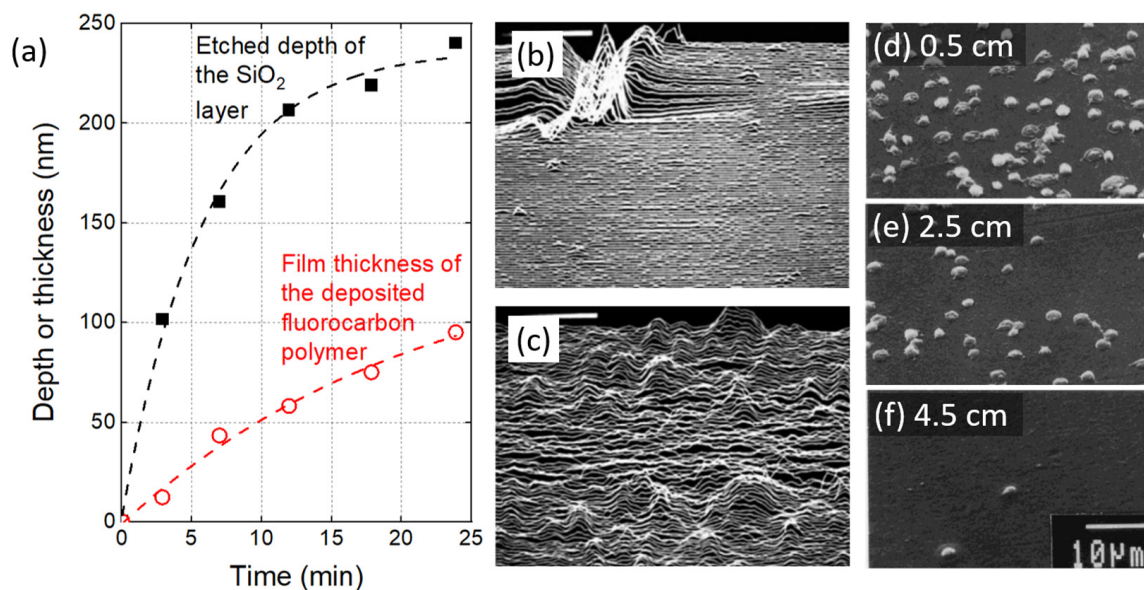 (a)
250
200
150
100
50
0
Depth or thickness (nm)
Etched depth of
the SiO₂
layer
Film thickness of
the deposited
fluorocarbon
polymer
0 5 10 15 20 25
Time (min)
(b)
(c)
(d) 0.5 cm
(e) 2.5 cm
(f) 4.5 cm
10μm